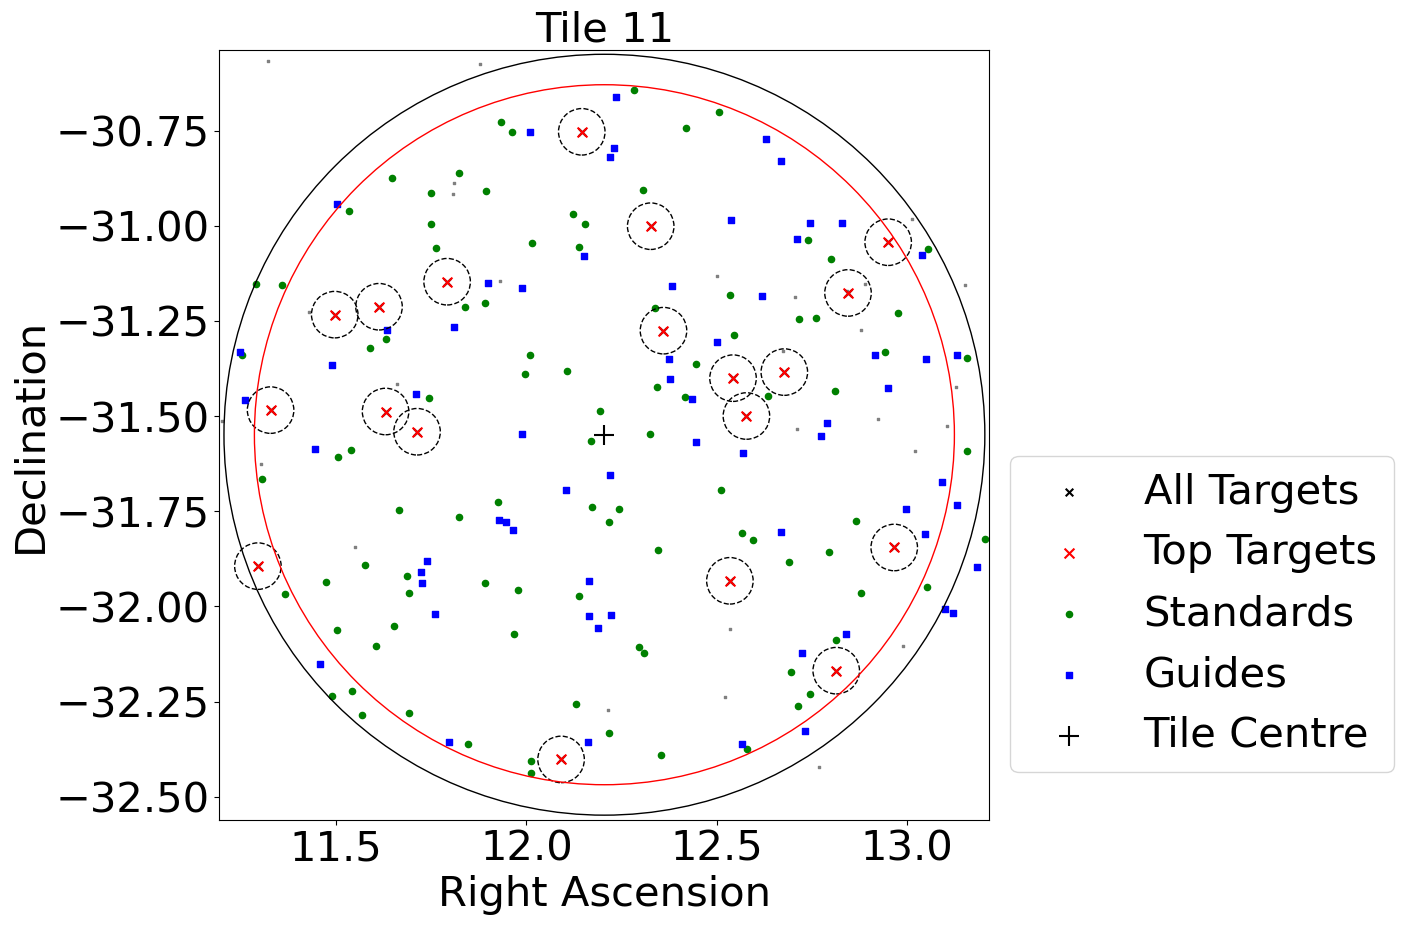 Tile 11
−30.75
−31.00
−31.25
−31.50
−31.75
−32.00
−32.25
−32.50
Declination
11.5 12.0 12.5 13.0
Right Ascension
All Targets
Top Targets
Standards
Guides
Tile Centre